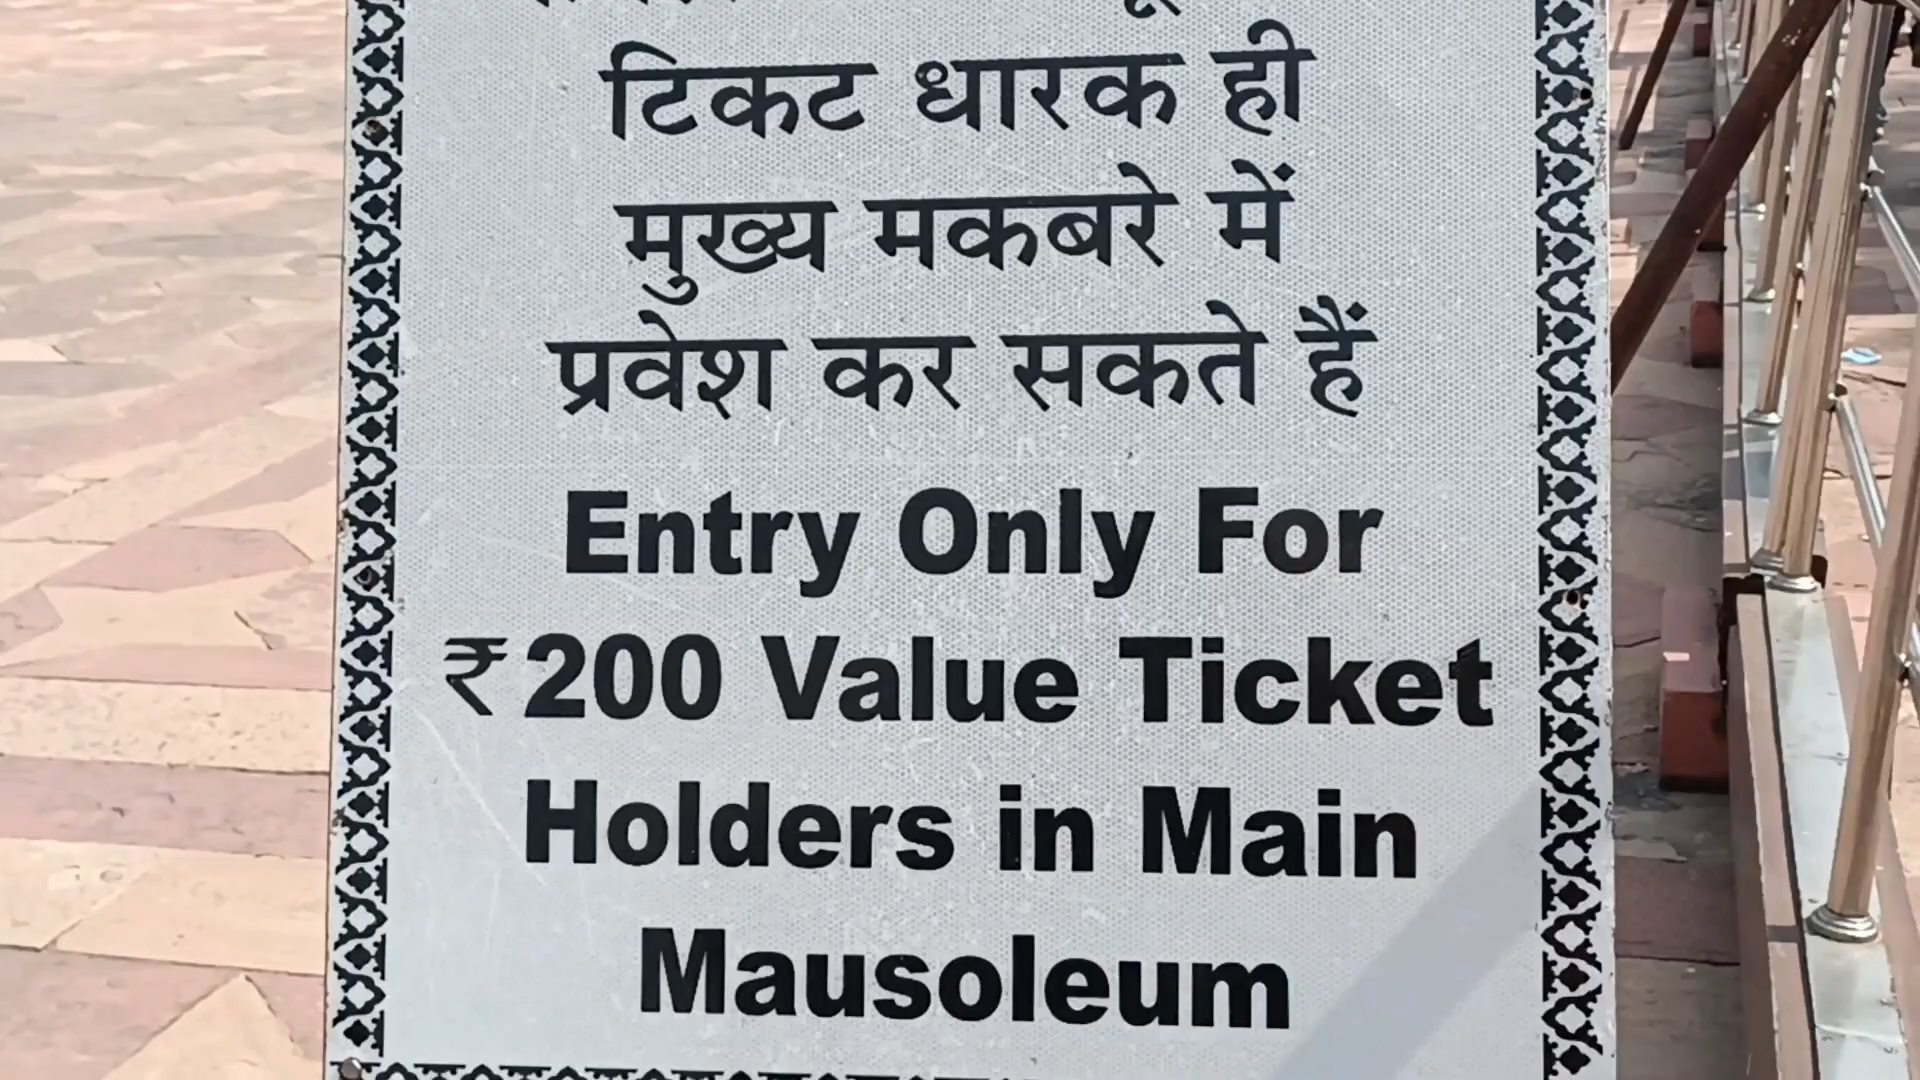 टिकट धारक ही
मुख्य मकबरे में
प्रवेश कर सकते हैं
Entry Only For
₹200 Value Ticket
Holders in Main
Mausoleum